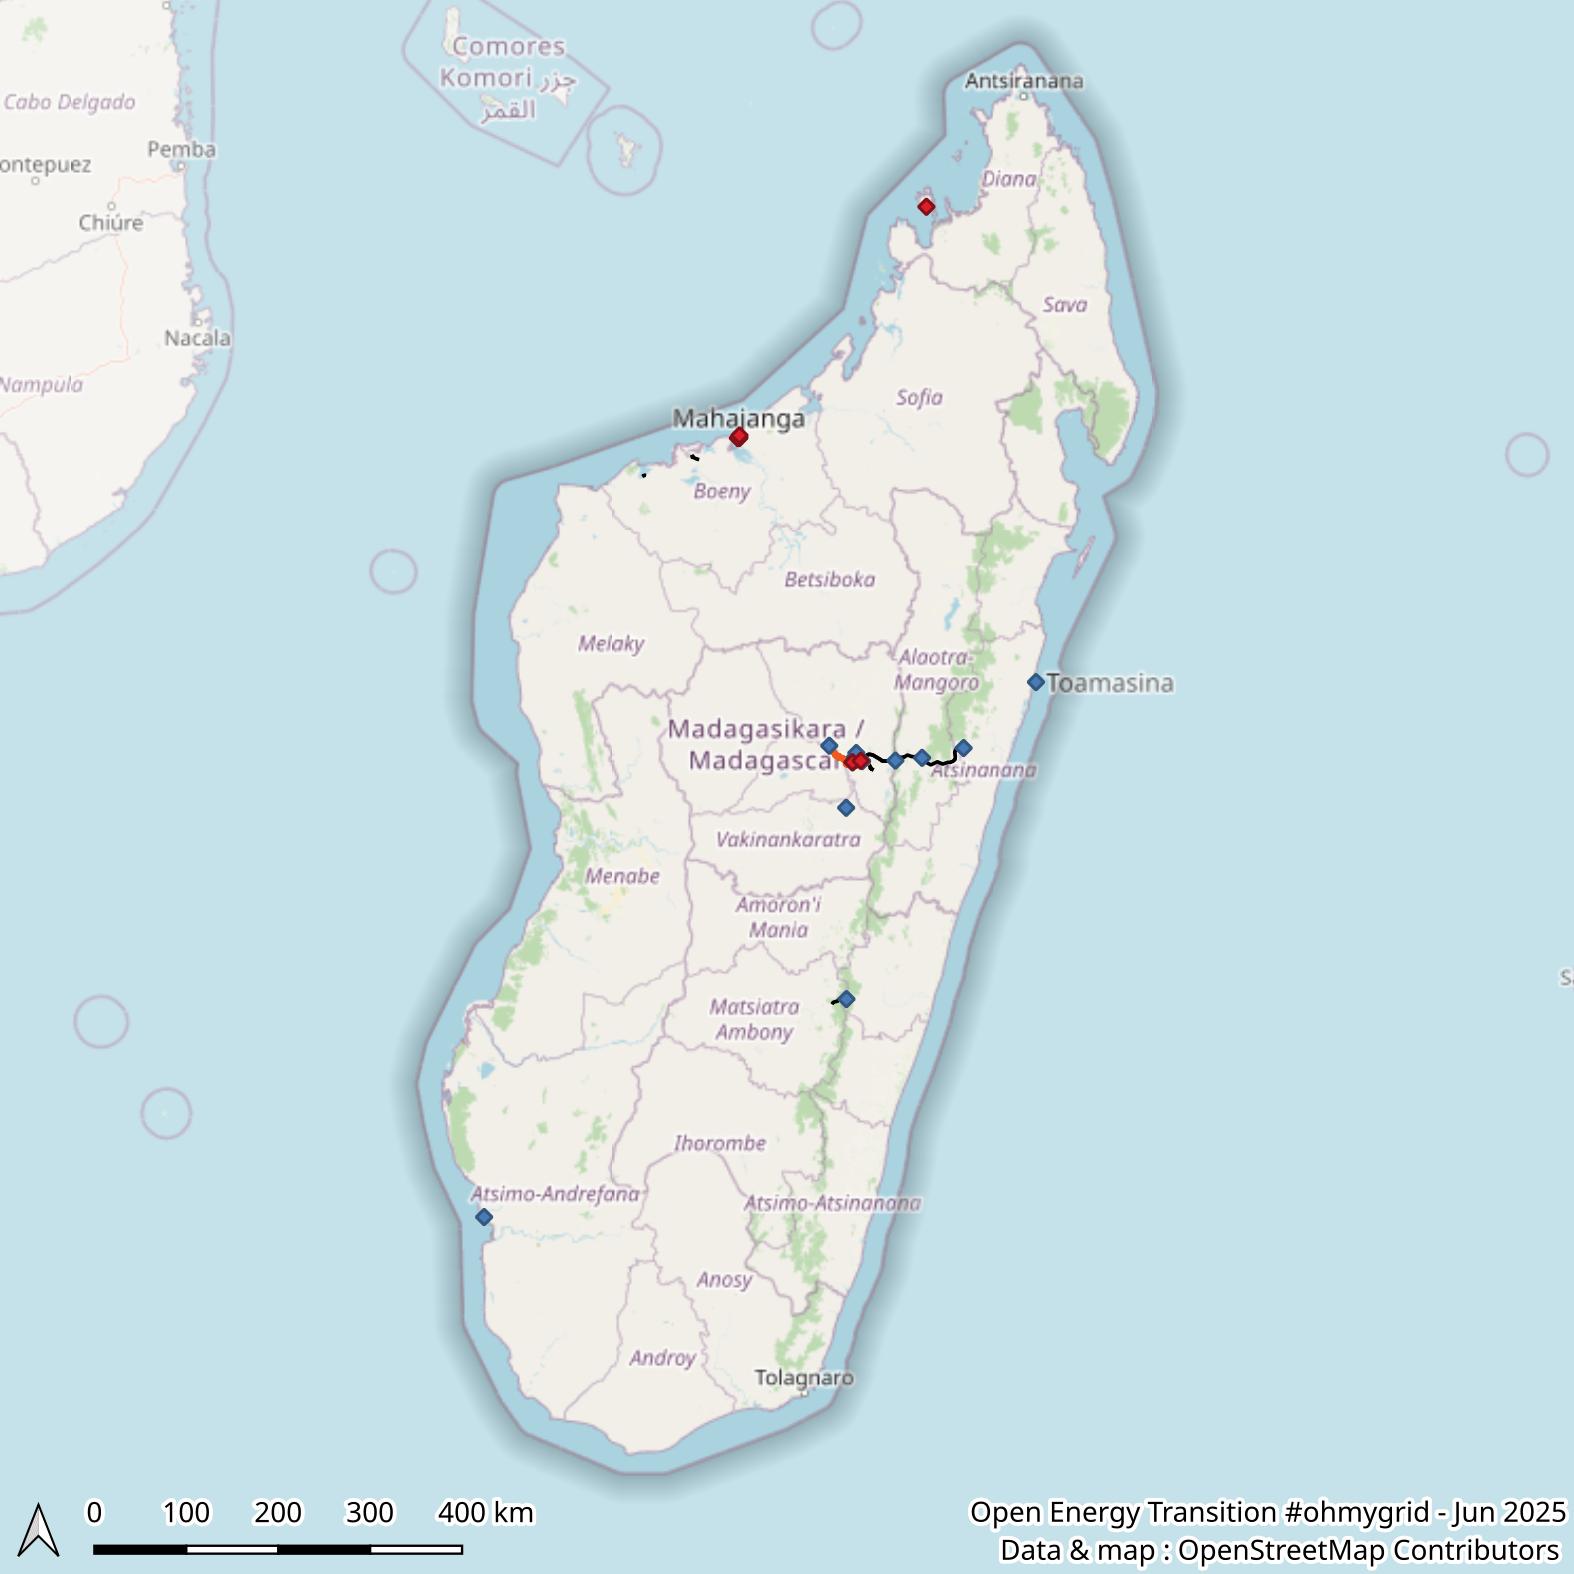 Comores
Komori جزر
القمر
Antsiranana
Cabo Delgado
Pemba
ontepuez
Diana
Chiúre
Sava
Nacala
Nampula
Sofia
Mahajanga
Boeny
Betsiboka
Melaky
Alaotra-
Mangoro
Toamasina
Madagasikara /
Madagascar
Atsinanana
Vakinankaratra
Menabe
Amoron'i
Mania
Matsiatra
Ambony
Ihorombe
Atsimo-Andrefana
Atsimo-Atsinanana
Anosy
Androy
Tolagnaro
0 100 200 300 400 km
Open Energy Transition #ohmygrid - Jun 2025
Data & map : OpenStreetMap Contributors